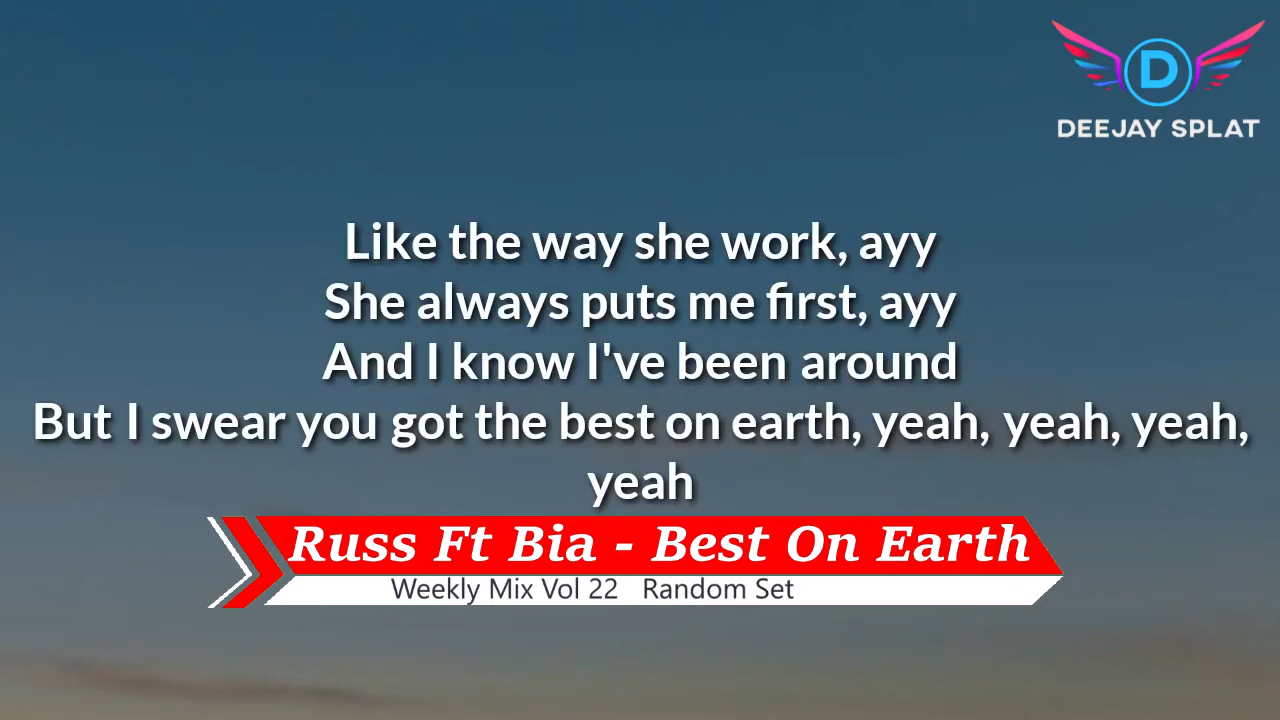 D
DEEJAY SPLAT
Like the way she work, ayy
She always puts me first, ayy
And I know I've been around
But I swear you got the best on earth, yeah, yeah, yeah,
yeah
Russ Ft Bia - Best On Earth
Weekly Mix Vol 22 Random Set